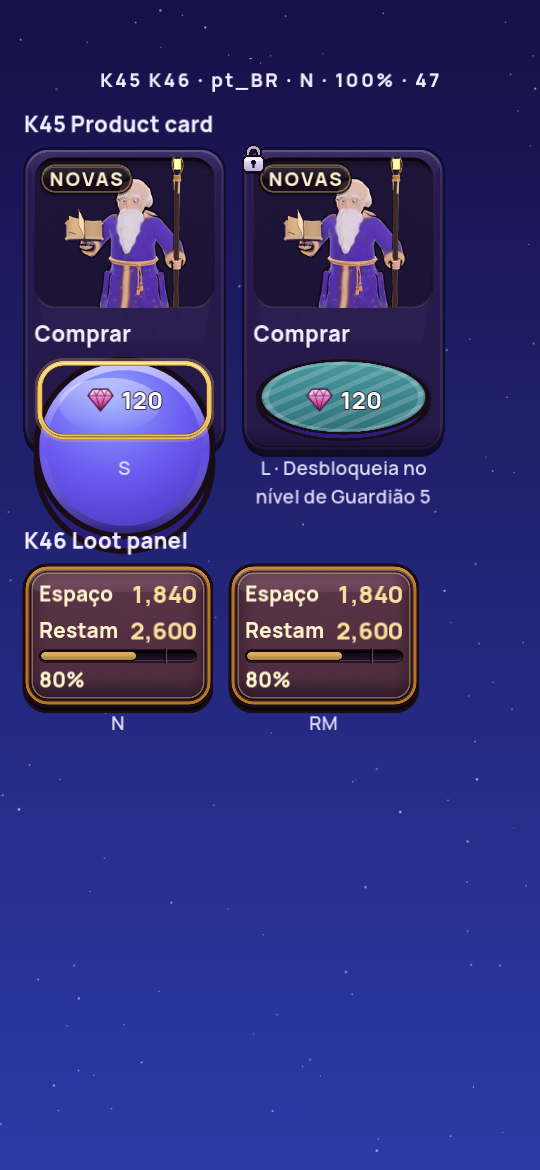 K45 K46 · pt_BR · N · 100% · 47
K45 Product card
NOVAS
NOVAS
Comprar
Comprar
120
120
S
L · Desbloqueia no
nível de Guardião 5
K46 Loot panel
Espaço 1,840
Restam 2,600
80%
Espaço 1,840
Restam 2,600
80%
N
RM